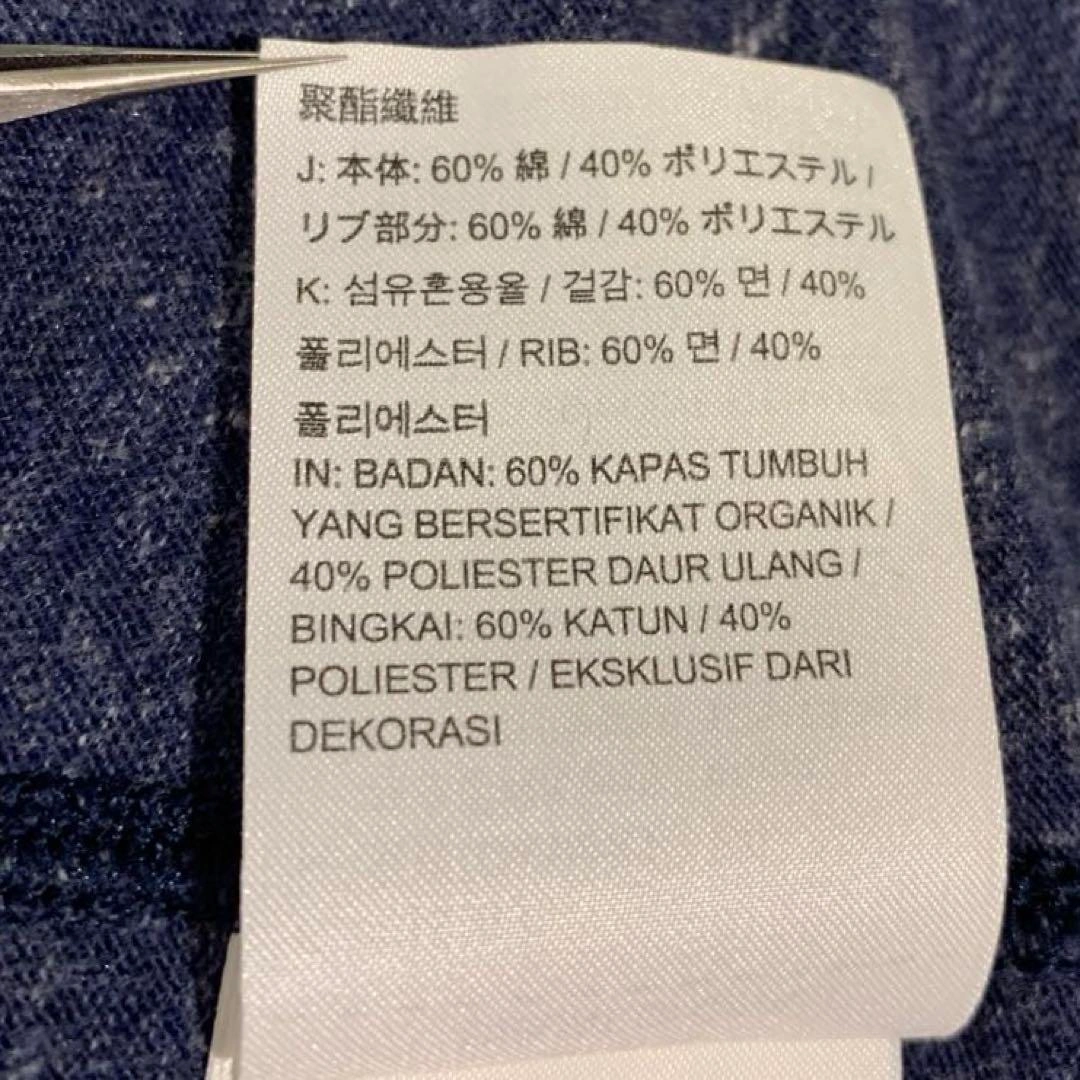 聚酯纖維
J: 本体: 60% 綿 / 40% ポリエステル /
リブ部分: 60% 綿 / 40% ポリエステル
K: 섬유혼용율 / 겉감: 60% 면 / 40%
폴리에스터 / RIB: 60% 면 / 40%
폴리에스터
IN: BADAN: 60% KAPAS TUMBUH
YANG BERSERTIFIKAT ORGANIK /
40% POLIESTER DAUR ULANG /
BINGKAI: 60% KATUN / 40%
POLIESTER / EKSKLUSIF DARI
DEKORASI